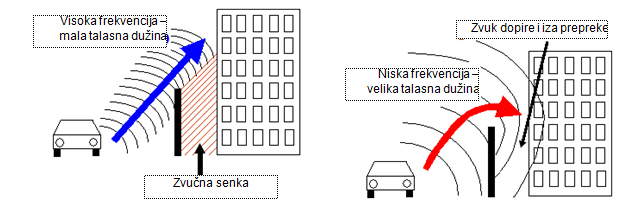 Visoka frekvencija –
mala talasna dužina
Zvučna senka
Zvuk dopire i iza prepreke
Niska frekvencija –
velika talasna dužina